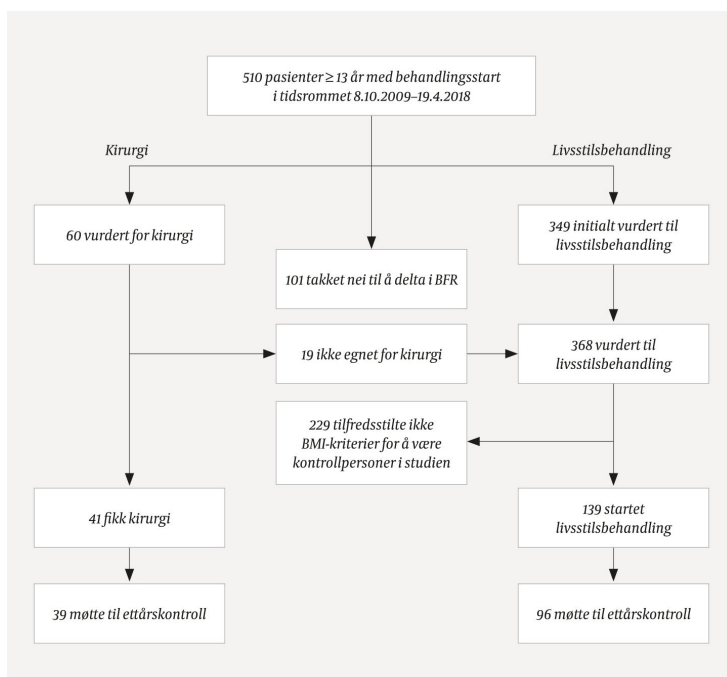 510 pasienter ≥ 13 år med behandlingsstart
i tidsrommet 8.10.2009–19.4.2018
Kirurgi
Livsstilsbehandling
60 vurdert for kirurgi
349 initialt vurdert til
livsstilsbehandling
101 takket nei til å delta i BFR
19 ikke egnet for kirurgi
368 vurdert til
livsstilsbehandling
229 tilfredsstilte ikke
BMI-kriterier for å være
kontrollpersoner i studien
41 fikk kirurgi
139 startet
livsstilsbehandling
39 møtte til ettårskontroll
96 møtte til ettårskontroll